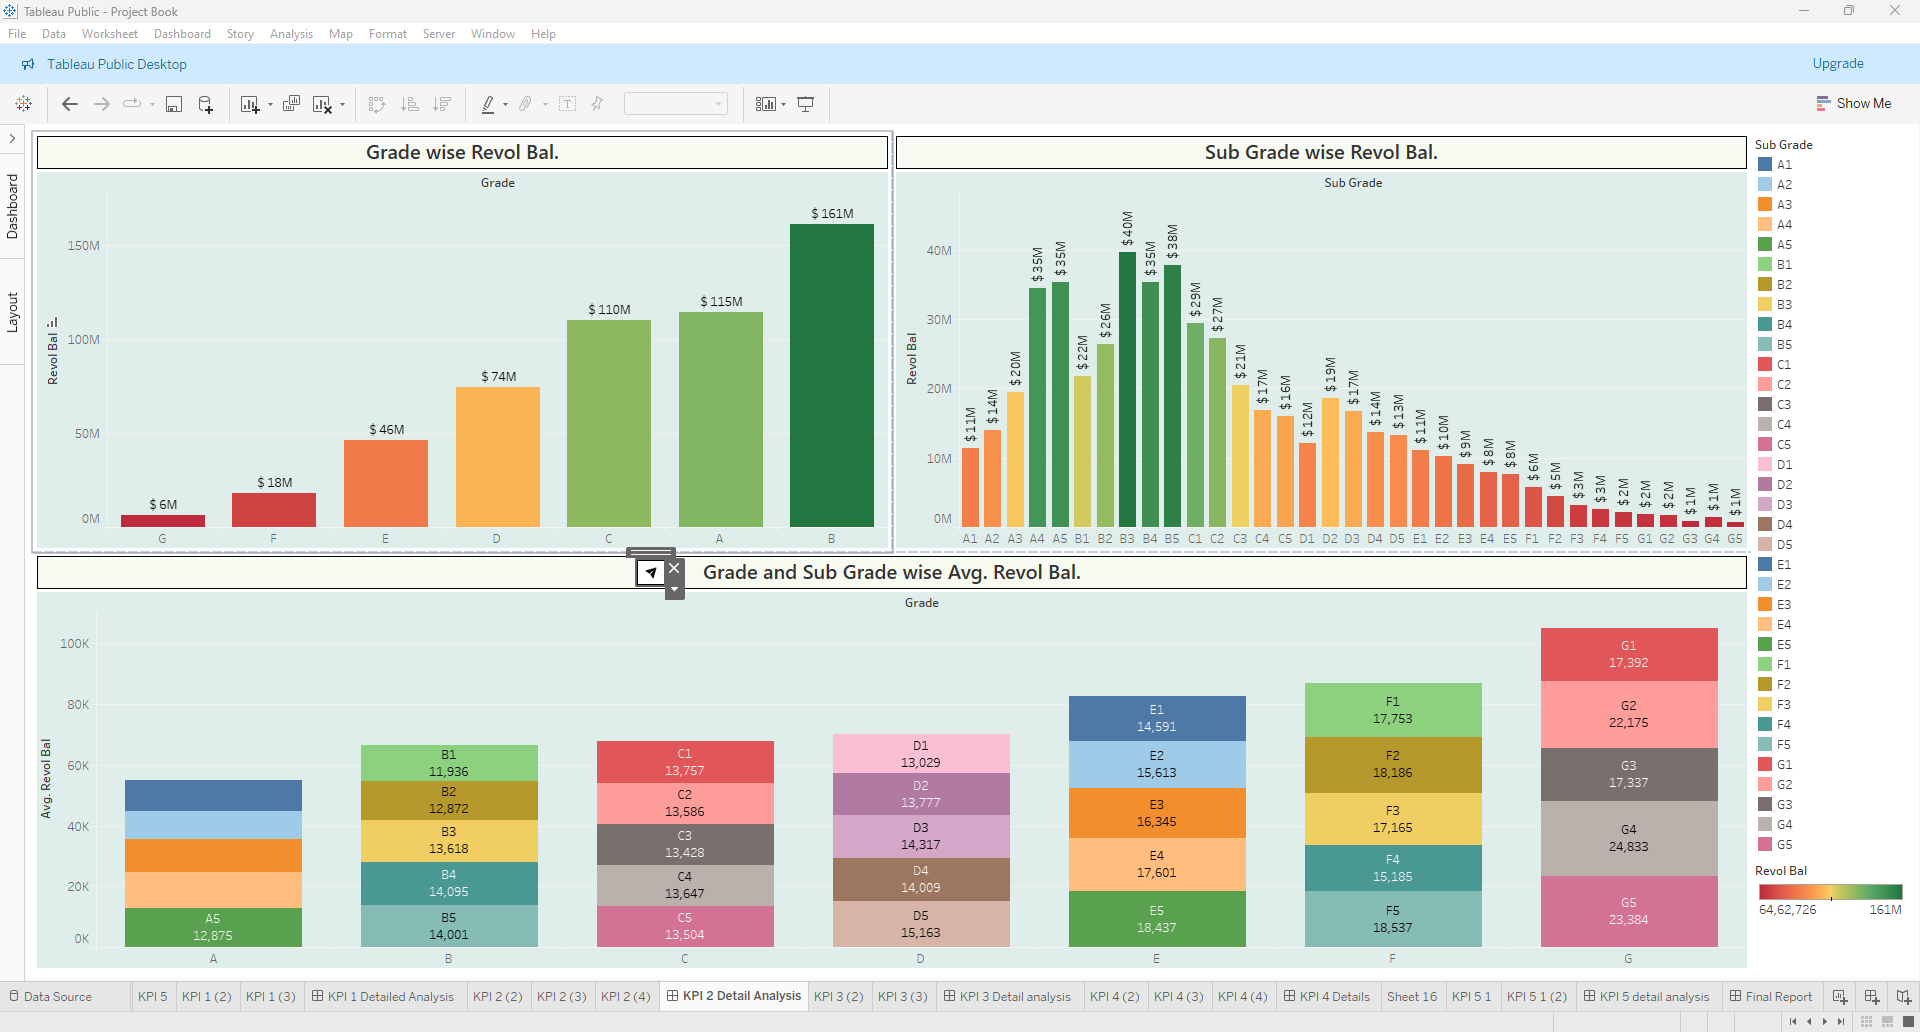 Tableau Public - Project Book
File Data Worksheet Dashboard Story Analysis Map Format Server Window Help
Tableau Public Desktop
Upgrade
Show Me
Dashboard
Layout
Grade wise Revol Bal.
Grade
Revol Bal
150M
100M
50M
0M
$ 6M
$ 18M
$ 46M
$ 74M
$ 110M
$ 115M
$ 161M
G F E D C A B
Sub Grade wise Revol Bal.
Sub Grade
Revol Bal
40M
30M
20M
10M
0M
$ 11M
$ 14M
$ 20M
$ 35M
$ 35M
$ 22M
$ 26M
$ 40M
$ 35M
$ 38M
$ 29M
$ 27M
$ 21M
$ 17M
$ 16M
$ 12M
$ 19M
$ 17M
$ 14M
$ 13M
$ 11M
$ 10M
$ 9M
$ 8M
$ 8M
$ 6M
$ 5M
$ 3M
$ 3M
$ 2M
$ 2M
$ 2M
$ 1M
$ 1M
$ 1M
A1 A2 A3 A4 A5 B1 B2 B3 B4 B5 C1 C2 C3 C4 C5 D1 D2 D3 D4 D5 E1 E2 E3 E4 E5 F1 F2 F3 F4 F5 G1 G2 G3 G4 G5
Grade and Sub Grade wise Avg. Revol Bal.
Grade
Avg. Revol Bal
100K
80K
60K
40K
20K
0K
A5
12,875
B1
11,936
B2
12,872
B3
13,618
B4
14,095
B5
14,001
C1
13,757
C2
13,586
C3
13,428
C4
13,647
C5
13,504
D1
13,029
D2
13,777
D3
14,317
D4
14,009
D5
15,163
E1
14,591
E2
15,613
E3
16,345
E4
17,601
E5
18,437
F1
17,753
F2
18,186
F3
17,165
F4
15,185
F5
18,537
G1
17,392
G2
22,175
G3
17,337
G4
24,833
G5
23,384
A B C D E F G
Sub Grade
A1
A2
A3
A4
A5
B1
B2
B3
B4
B5
C1
C2
C3
C4
C5
D1
D2
D3
D4
D5
E1
E2
E3
E4
E5
F1
F2
F3
F4
F5
G1
G2
G3
G4
G5
Revol Bal
64,62,726 161M
Data Source KPI 5 KPI 1 (2) KPI 1 (3) KPI 1 Detailed Analysis KPI 2 (2) KPI 2 (3) KPI 2 (4) KPI 2 Detail Analysis KPI 3 (2) KPI 3 (3) KPI 3 Detail analysis KPI 4 (2) KPI 4 (3) KPI 4 (4) KPI 4 Details Sheet 16 KPI 5 1 KPI 5 1 (2) KPI 5 detail analysis Final Report